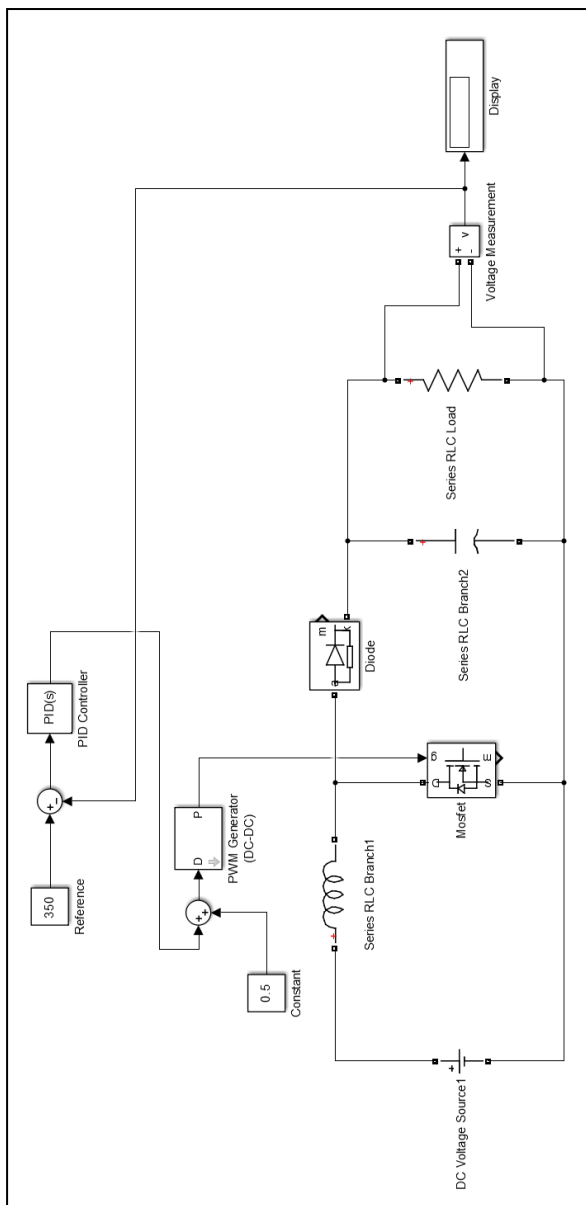 350
Reference
+
-
PID(s)
PID Controller
0.5
Constant
+
+
D
P
PWM Generator
(DC-DC)
DC Voltage Source1
+
+
Series RLC Branch1
g
D
S
m
Mosfet
a
k
m
Diode
+
Series RLC Branch2
+
Series RLC Load
+
-
v
Voltage Measurement
Display